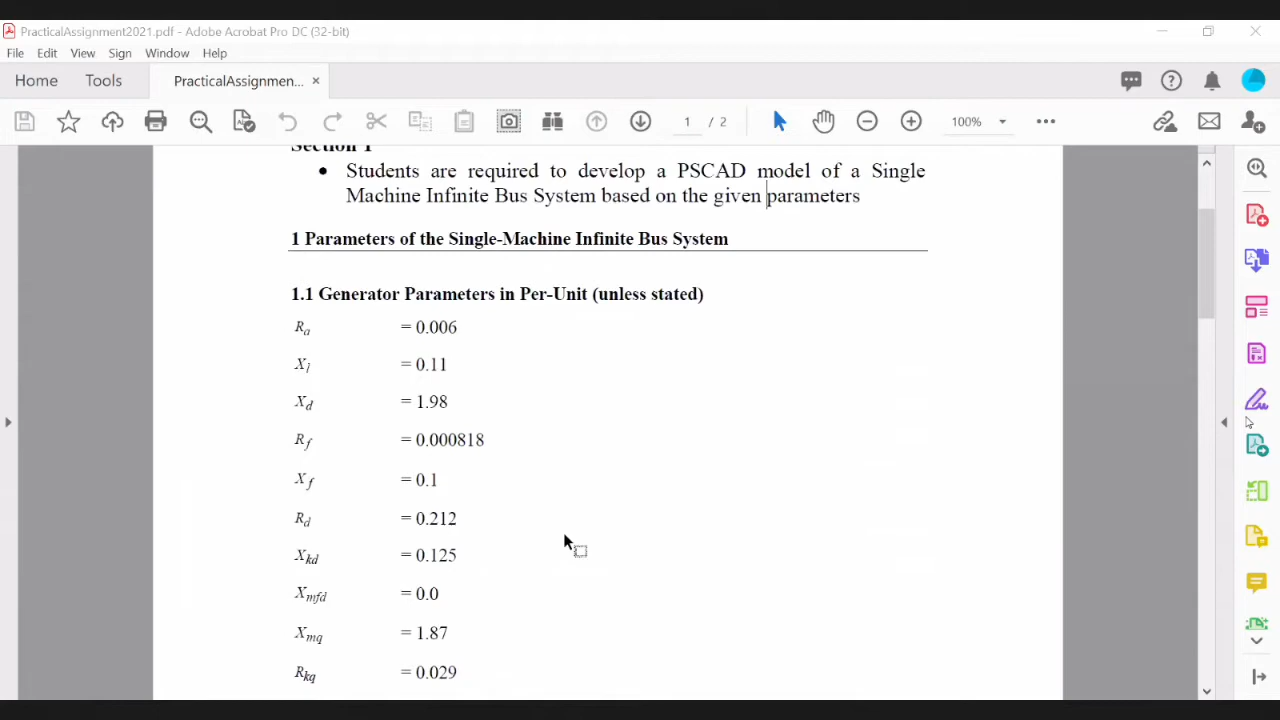 PracticalAssignment2021.pdf - Adobe Acrobat Pro DC (32-bit)
File Edit View Sign Window Help
Home Tools PracticalAssignmen... ×
1 / 2 100%
Section 1
• Students are required to develop a PSCAD model of a Single
Machine Infinite Bus System based on the given parameters
1 Parameters of the Single-Machine Infinite Bus System
1.1 Generator Parameters in Per-Unit (unless stated)
Ra = 0.006
Xl = 0.11
Xd = 1.98
Rf = 0.000818
Xf = 0.1
Rd = 0.212
Xkd = 0.125
Xmfd = 0.0
Xmq = 1.87
Rkq = 0.029